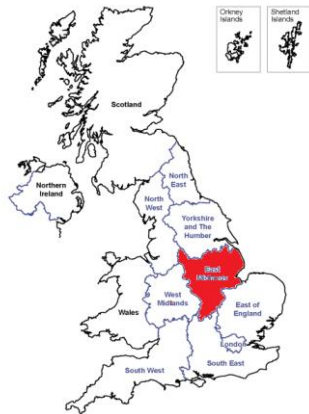 Orkney
Islands
Shetland
Islands
Scotland
Northern
Ireland
North
East
North
West
Yorkshire
and The
Humber
East
Midlands
West
Midlands
East of
England
Wales
London
South West
South East